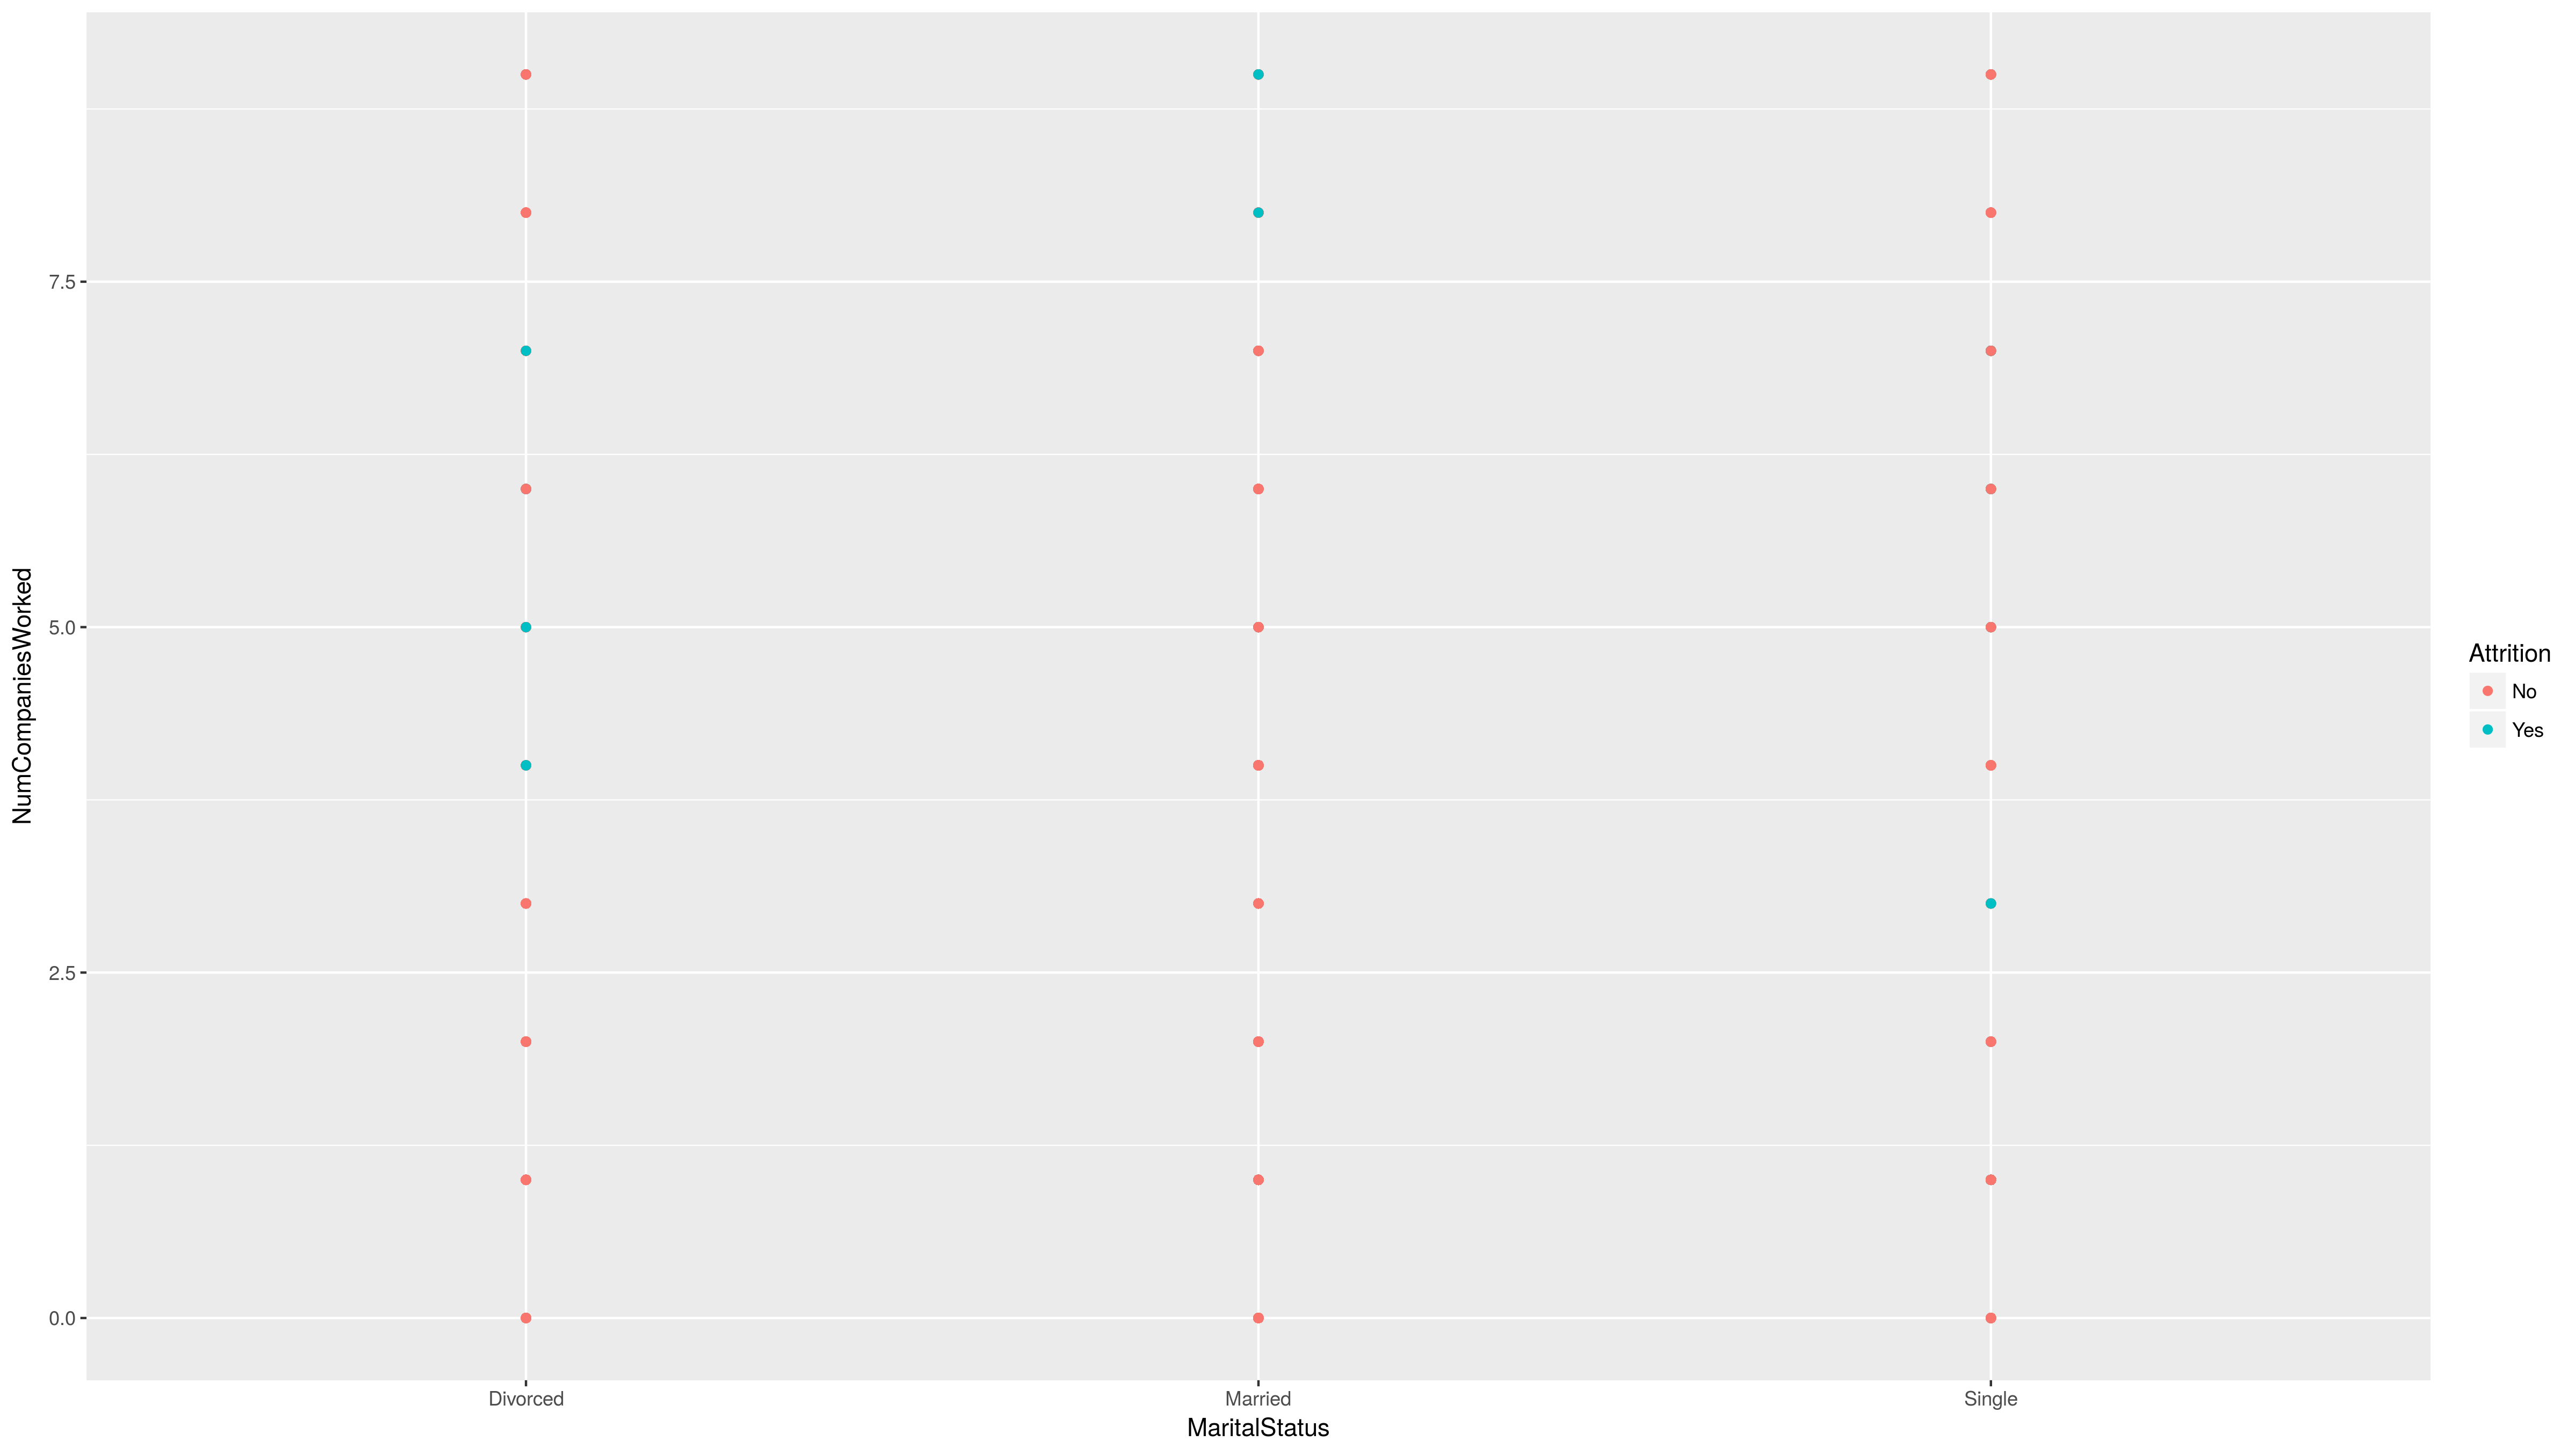 NumCompaniesWorked
7.5
5.0
2.5
0.0
Divorced Married Single
MaritalStatus
Attrition
No
Yes